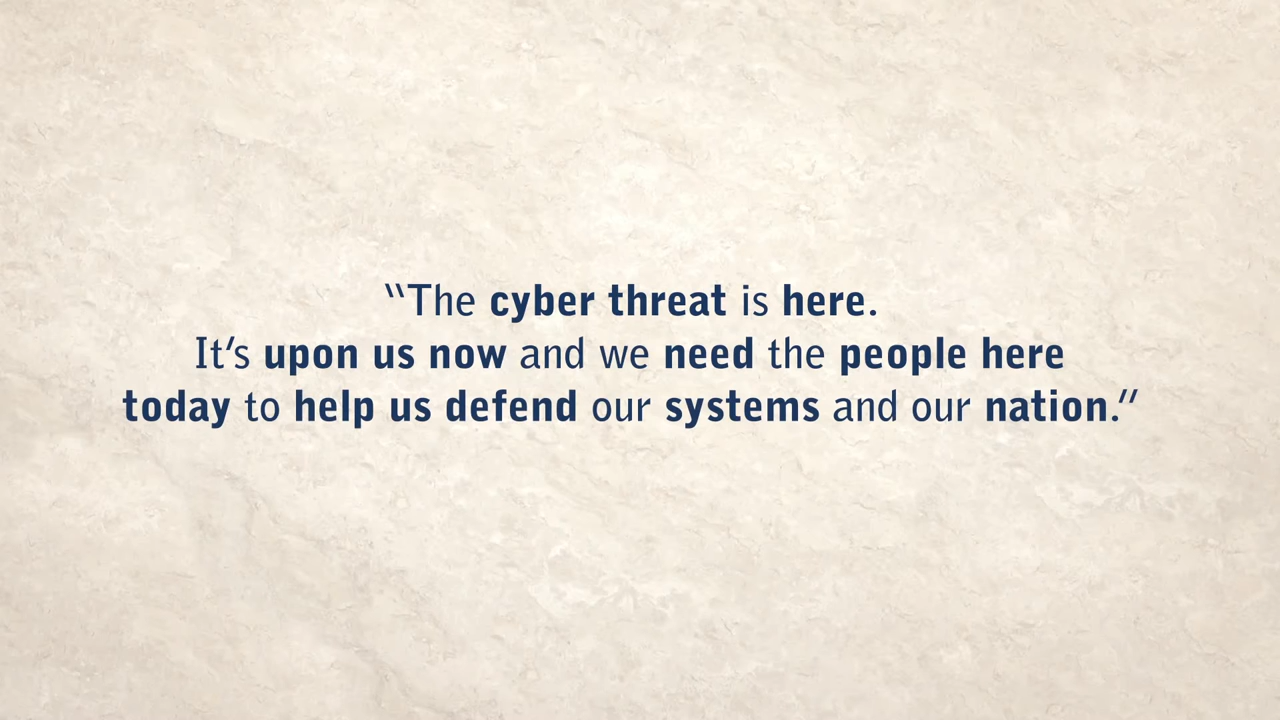 “The cyber threat is here.
It’s upon us now and we need the people here
today to help us defend our systems and our nation.”